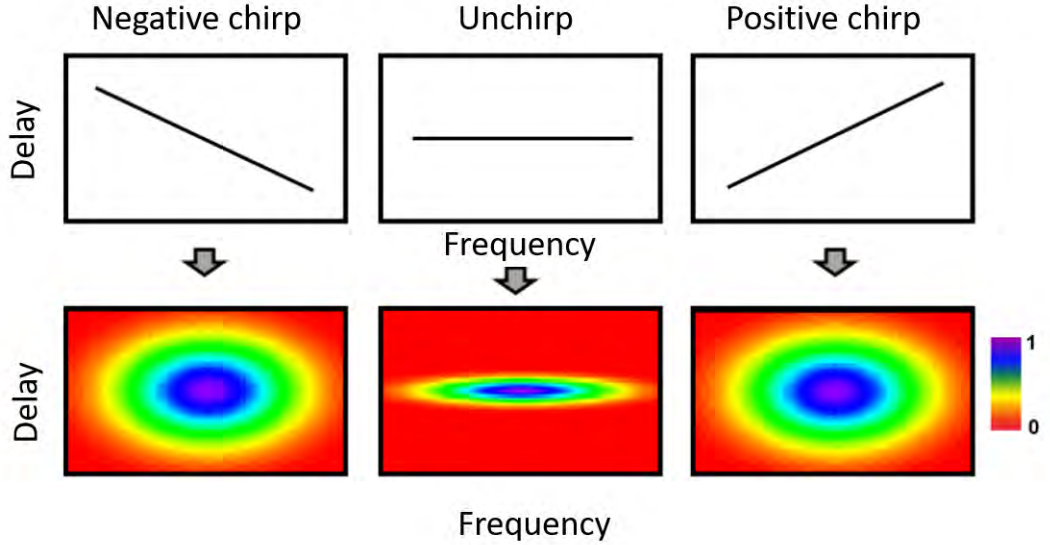 Negative chirp
Unchirp
Positive chirp
Delay
Frequency
Delay
1
0
Frequency